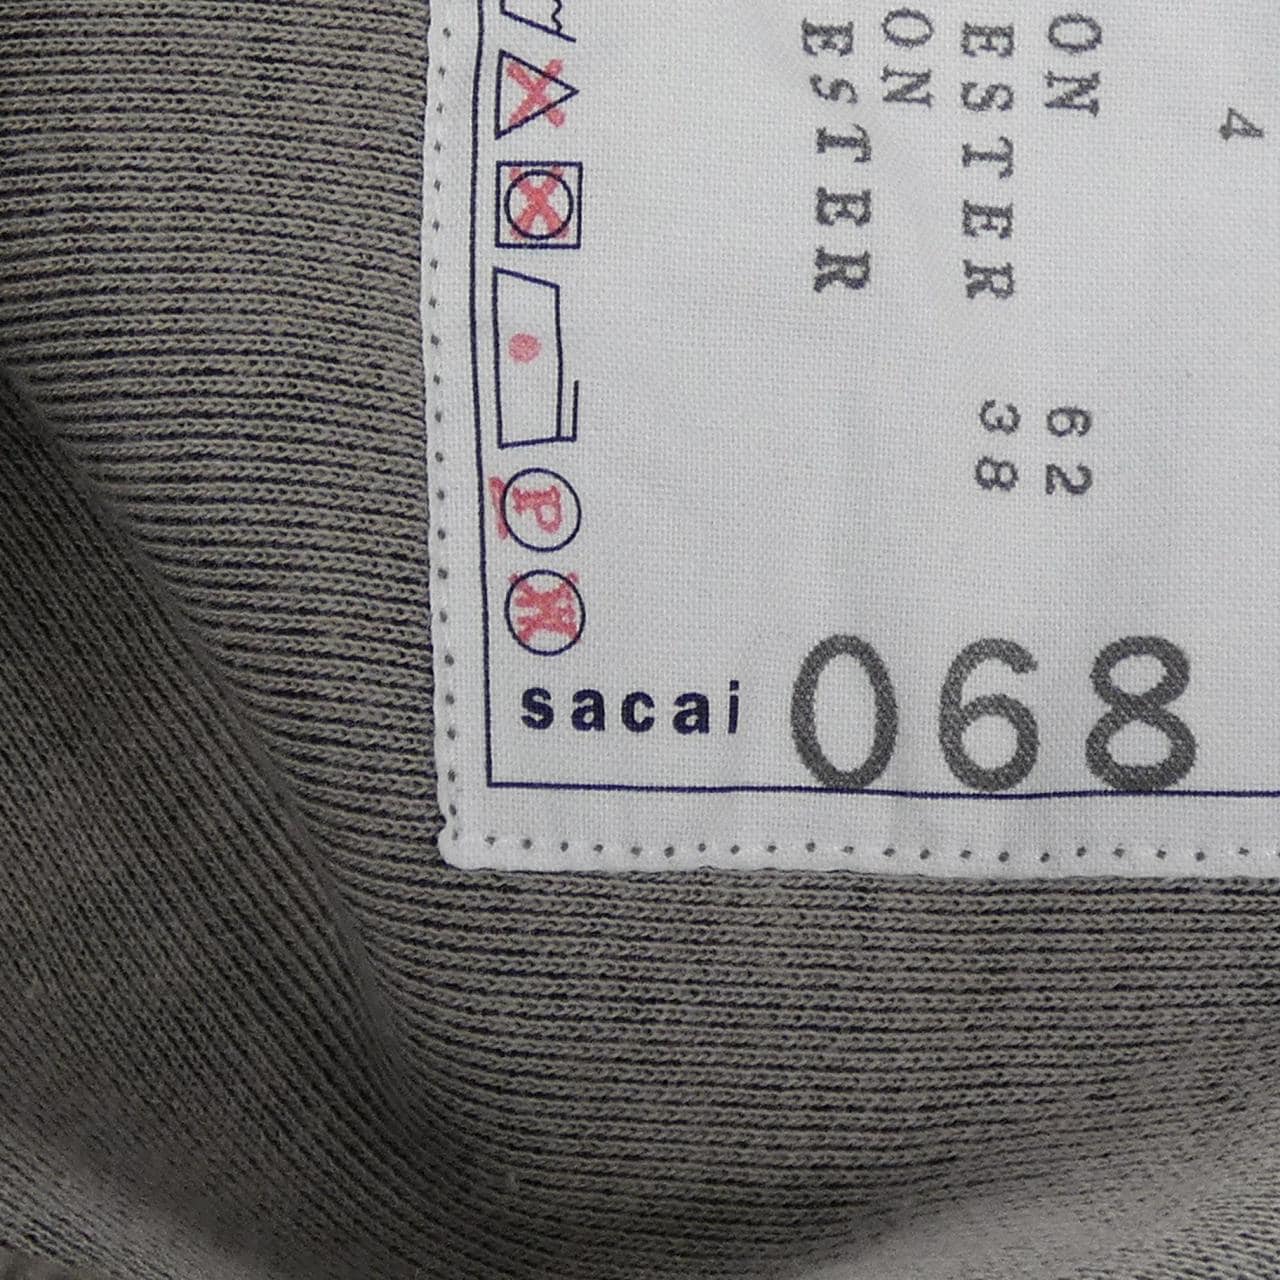 4
ON 62
ESTER 38
ON
ESTER
P
sacai 068